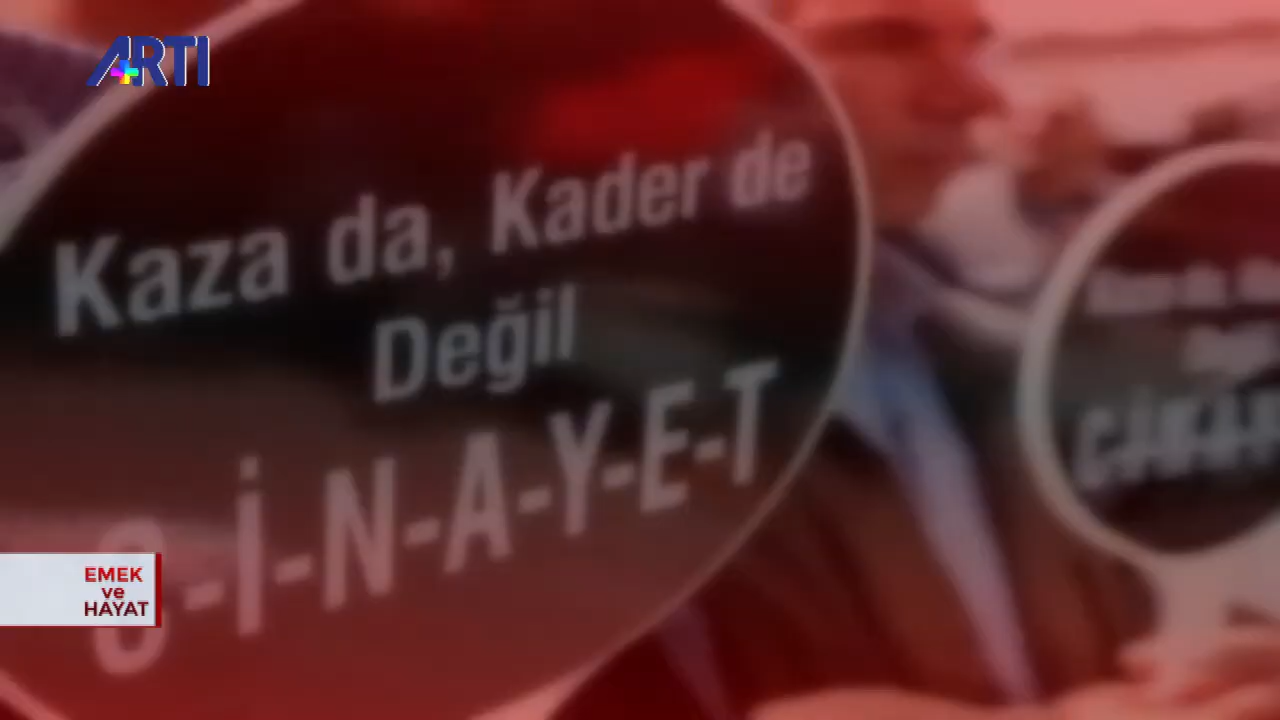 ARTI
Kaza da, Kader de
Değil
C-İ-N-A-Y-E-T
EMEK
ve
HAYAT